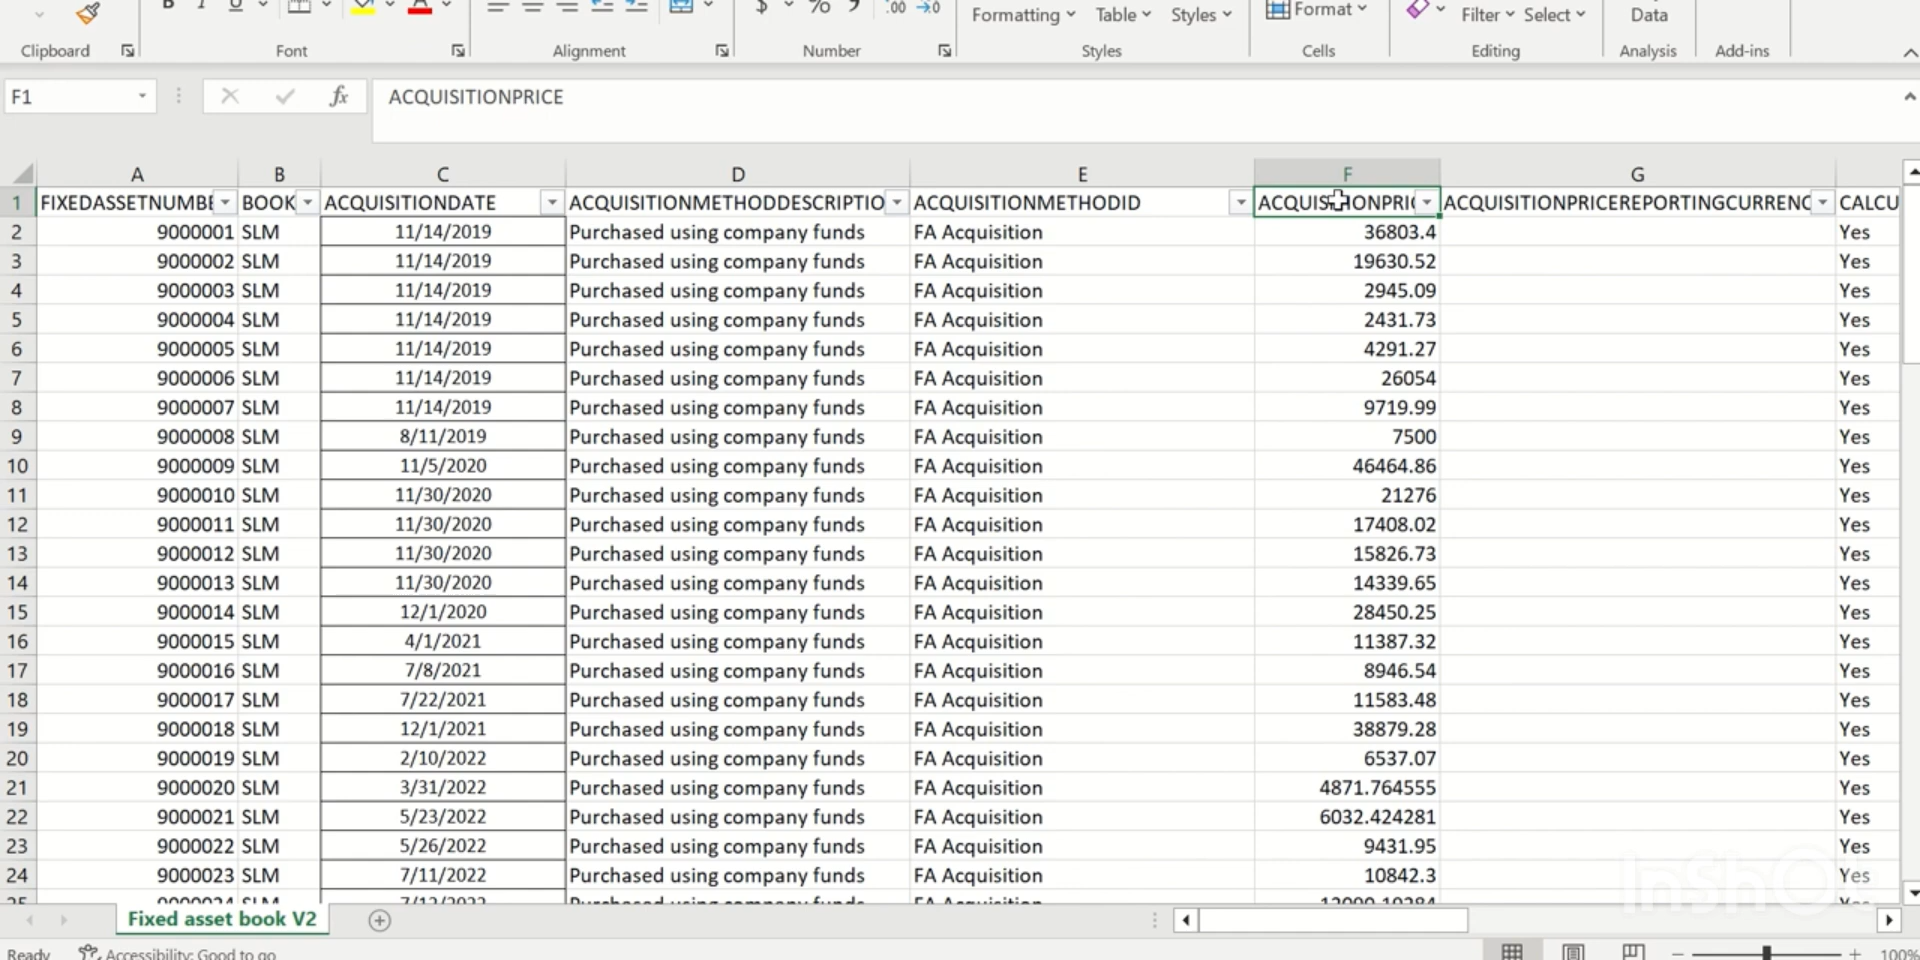 B I U $ % 9 .00 .00 →0
Formatting Table Styles Format Filter Select Data
Clipboard Font Alignment Number Styles Cells Editing Analysis Add-ins
F1 fx ACQUISITIONPRICE
A B C D E F G
1 FIXEDASSETNUMBE BOOK ACQUISITIONDATE ACQUISITIONMETHODDESCRIPTIO ACQUISITIONMETHODID ACQUISITIONPRIC ACQUISITIONPRICEREPORTINGCURRENC CALCU
2 9000001 SLM 11/14/2019 Purchased using company funds FA Acquisition 36803.4 Yes
3 9000002 SLM 11/14/2019 Purchased using company funds FA Acquisition 19630.52 Yes
4 9000003 SLM 11/14/2019 Purchased using company funds FA Acquisition 2945.09 Yes
5 9000004 SLM 11/14/2019 Purchased using company funds FA Acquisition 2431.73 Yes
6 9000005 SLM 11/14/2019 Purchased using company funds FA Acquisition 4291.27 Yes
7 9000006 SLM 11/14/2019 Purchased using company funds FA Acquisition 26054 Yes
8 9000007 SLM 11/14/2019 Purchased using company funds FA Acquisition 9719.99 Yes
9 9000008 SLM 8/11/2019 Purchased using company funds FA Acquisition 7500 Yes
10 9000009 SLM 11/5/2020 Purchased using company funds FA Acquisition 46464.86 Yes
11 9000010 SLM 11/30/2020 Purchased using company funds FA Acquisition 21276 Yes
12 9000011 SLM 11/30/2020 Purchased using company funds FA Acquisition 17408.02 Yes
13 9000012 SLM 11/30/2020 Purchased using company funds FA Acquisition 15826.73 Yes
14 9000013 SLM 11/30/2020 Purchased using company funds FA Acquisition 14339.65 Yes
15 9000014 SLM 12/1/2020 Purchased using company funds FA Acquisition 28450.25 Yes
16 9000015 SLM 4/1/2021 Purchased using company funds FA Acquisition 11387.32 Yes
17 9000016 SLM 7/8/2021 Purchased using company funds FA Acquisition 8946.54 Yes
18 9000017 SLM 7/22/2021 Purchased using company funds FA Acquisition 11583.48 Yes
19 9000018 SLM 12/1/2021 Purchased using company funds FA Acquisition 38879.28 Yes
20 9000019 SLM 2/10/2022 Purchased using company funds FA Acquisition 6537.07 Yes
21 9000020 SLM 3/31/2022 Purchased using company funds FA Acquisition 4871.764555 Yes
22 9000021 SLM 5/23/2022 Purchased using company funds FA Acquisition 6032.424281 Yes
23 9000022 SLM 5/26/2022 Purchased using company funds FA Acquisition 9431.95 Yes
24 9000023 SLM 7/11/2022 Purchased using company funds FA Acquisition 10842.3 Yes
Fixed asset book V2
Ready Accessibility: Good to go 100%